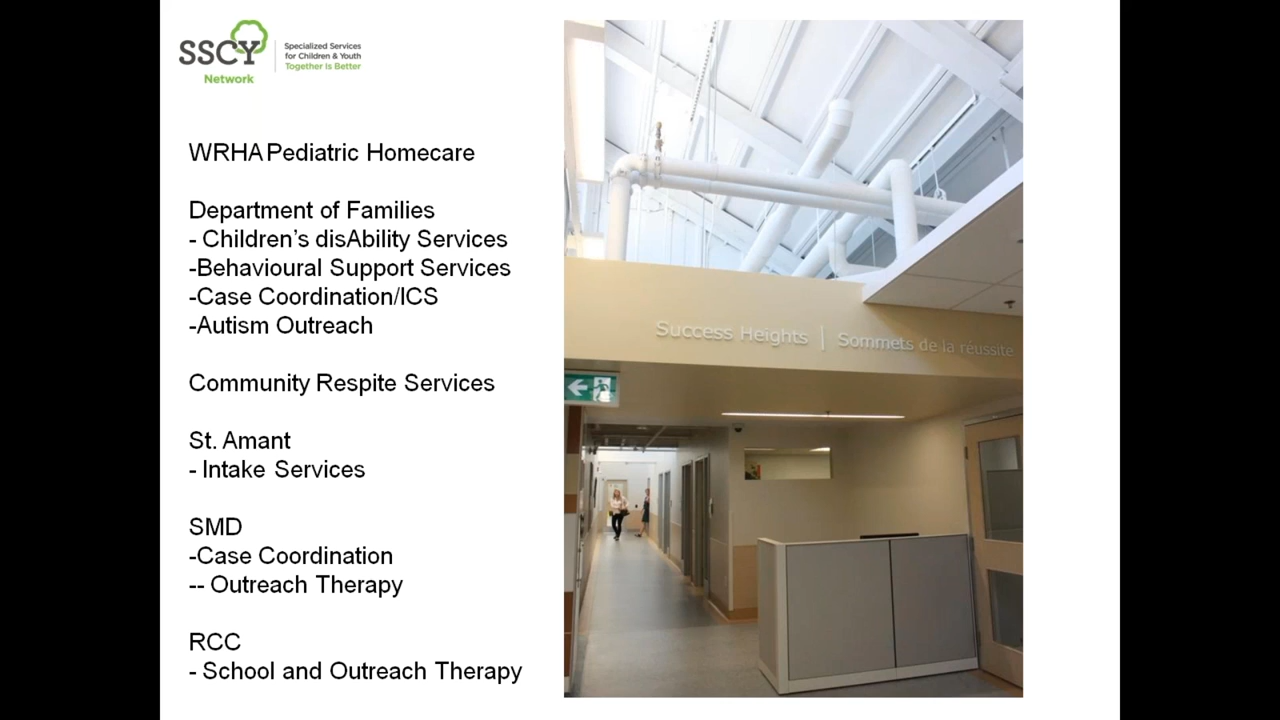 SSCY
Network
Specialized Services
for Children & Youth
Together Is Better
WRHA Pediatric Homecare
Department of Families
- Children’s disAbility Services
-Behavioural Support Services
-Case Coordination/ICS
-Autism Outreach
Community Respite Services
St. Amant
- Intake Services
SMD
-Case Coordination
-- Outreach Therapy
RCC
- School and Outreach Therapy
Success Heights | Sommets de la réussite